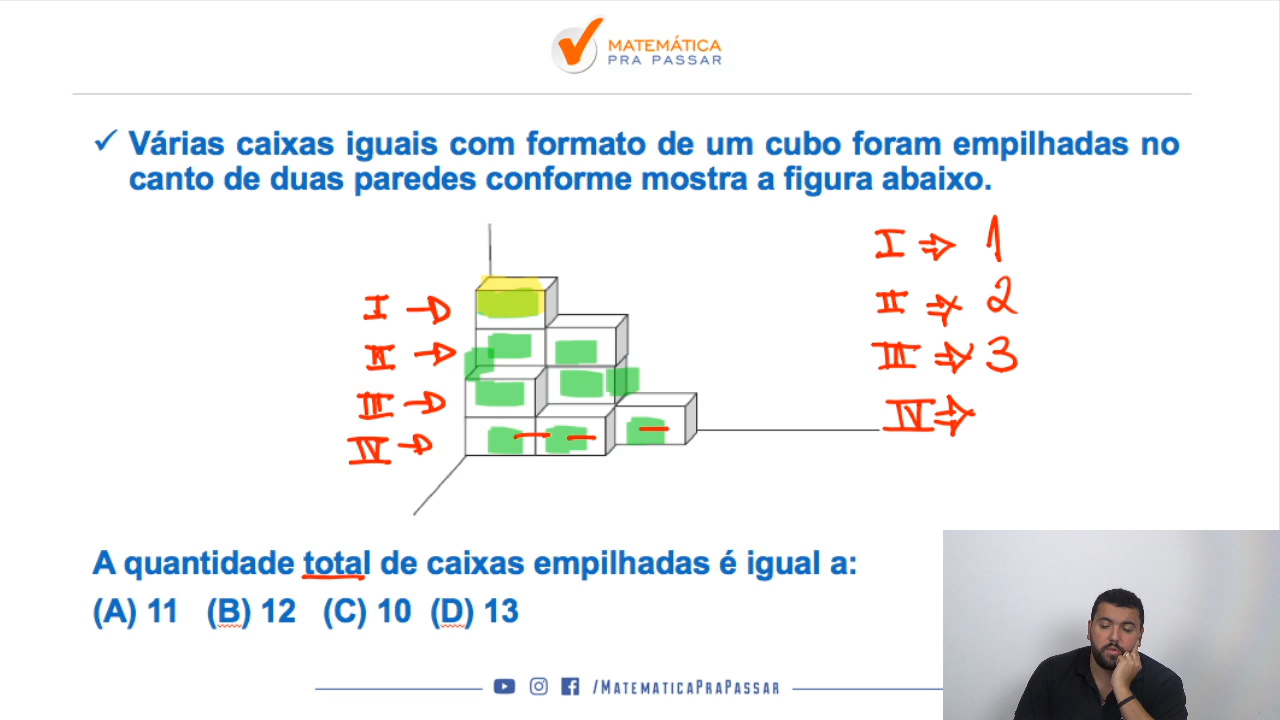 MATEMÁTICA
PRA PASSAR
✓ Várias caixas iguais com formato de um cubo foram empilhadas no
canto de duas paredes conforme mostra a figura abaixo.
I → 
II → 
III → 
IV → 
I ⇒ 1
II ⇒ 2
III ⇒ 3
IV ⇒
A quantidade total de caixas empilhadas é igual a:
(A) 11 (B) 12 (C) 10 (D) 13
/MATEMATICAPRAPASSAR